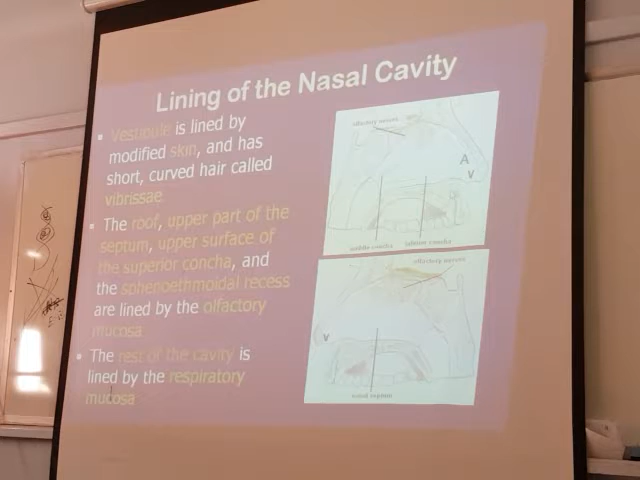 Lining of the Nasal Cavity
▪ Vestibule is lined by
modified skin, and has
short, curved hair called
vibrissae
▪ The roof, upper part of the
septum, upper surface of
the superior concha, and
the sphenoethmoidal recess
are lined by the olfactory
mucosa
▪ The rest of the cavity is
lined by the respiratory
mucosa
olfactory nerves
A
V
middle concha inferior concha
olfactory nerves
V
nasal septum